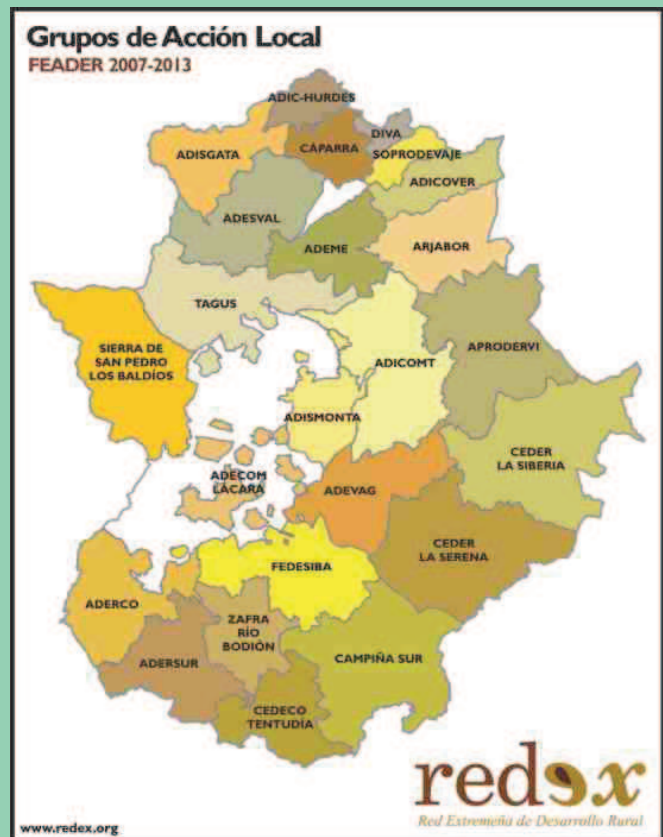 Grupos de Acción Local
FEADER 2007-2013
ADIC-HURDES
DIVA
CÁPARRA
ADISGATA
SOPRODEVAJE
ADICOVER
ADESVAL
ADEME
ARJABOR
TAGUS
SIERRA DE
SAN PEDRO
LOS BALDÍOS
ADICOMT
APRODERVI
ADISMONTA
CEDER
LA SIBERIA
ADECOM
LÁCARA
ADEVAG
CEDER
LA SERENA
FEDESIBA
ADERCO
ZAFRA
RÍO
BODIÓN
ADERSUR
CAMPIÑA SUR
CEDECO
TENTUDÍA
redex
Red Extremeña de Desarrollo Rural
www.redex.org